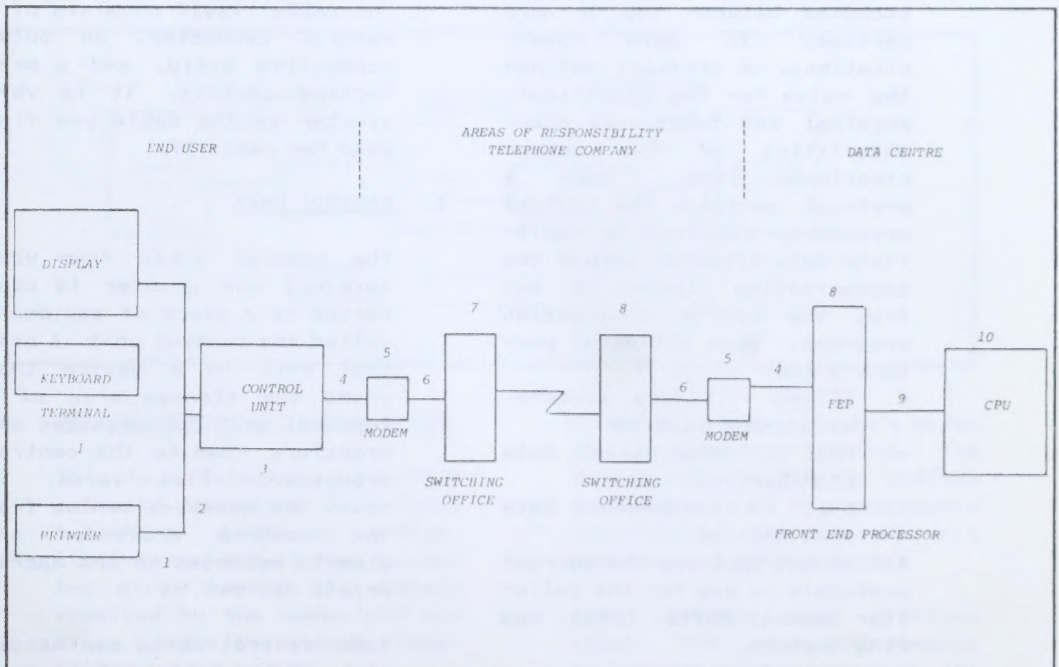 AREAS OF RESPONSIBILITY
END USER
TELEPHONE COMPANY
DATA CENTRE
DISPLAY
KEYBOARD
TERMINAL
1
PRINTER
1
2
CONTROL
UNIT
3
4
5
MODEM
6
7
SWITCHING
OFFICE
8
SWITCHING
OFFICE
6
5
MODEM
4
8
FEP
FRONT END PROCESSOR
9
10
CPU